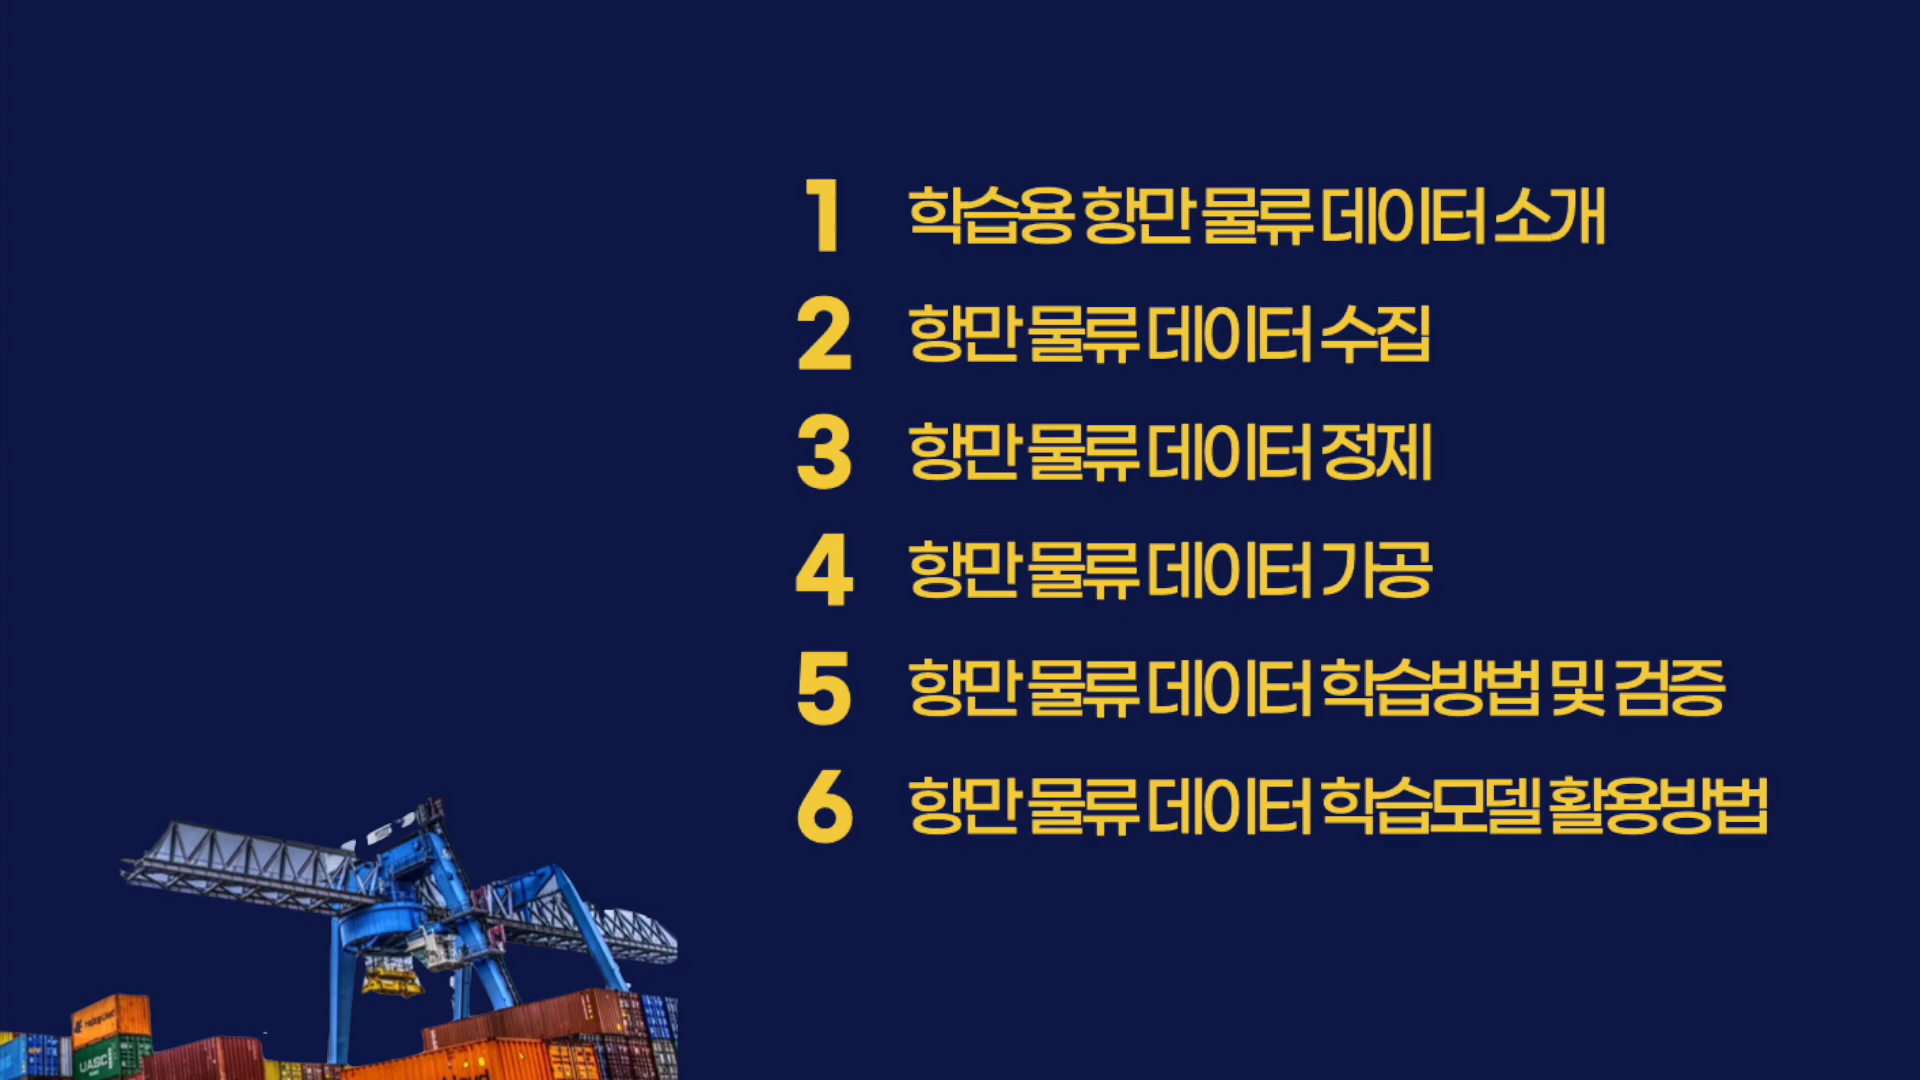 1 학습용 항만 물류 데이터 소개
2 항만 물류 데이터 수집
3 항만 물류 데이터 정제
4 항만 물류 데이터 가공
5 항만 물류 데이터 학습방법 및 검증
6 항만 물류 데이터 학습모델 활용방법
UASC